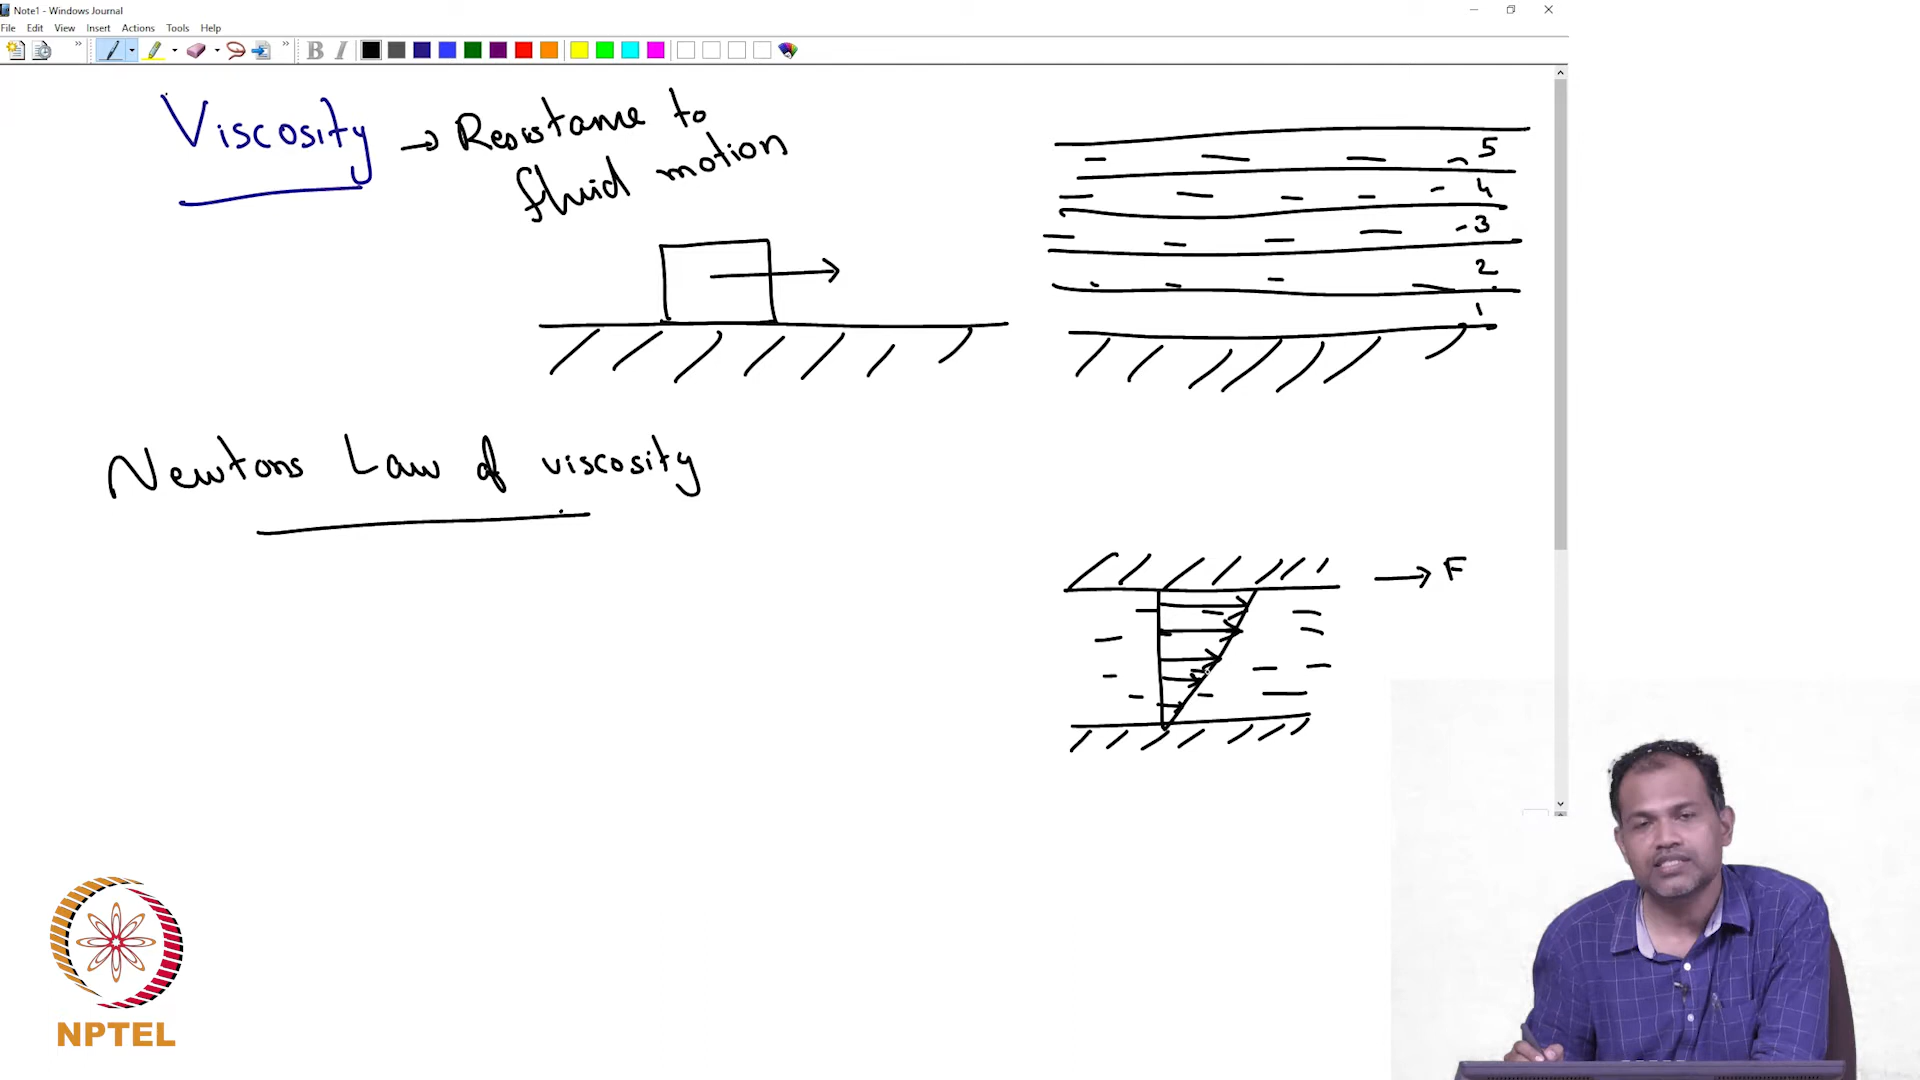 Note1 - Windows Journal
File Edit View Insert Actions Tools Help
B I
Viscosity → Resistance to
fluid motion
5
4
3
2
1
Newtons Law of viscosity
F
NPTEL